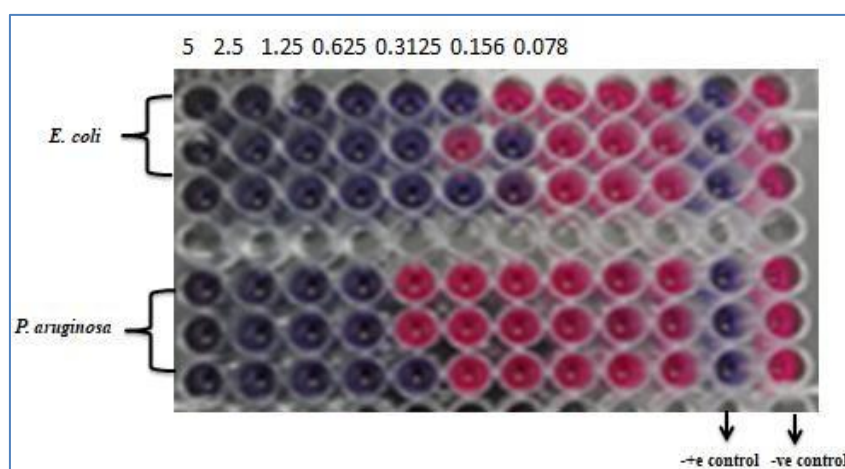 5 2.5 1.25 0.625 0.3125 0.156 0.078
E. coli
P. aruginosa
-+e control -ve control